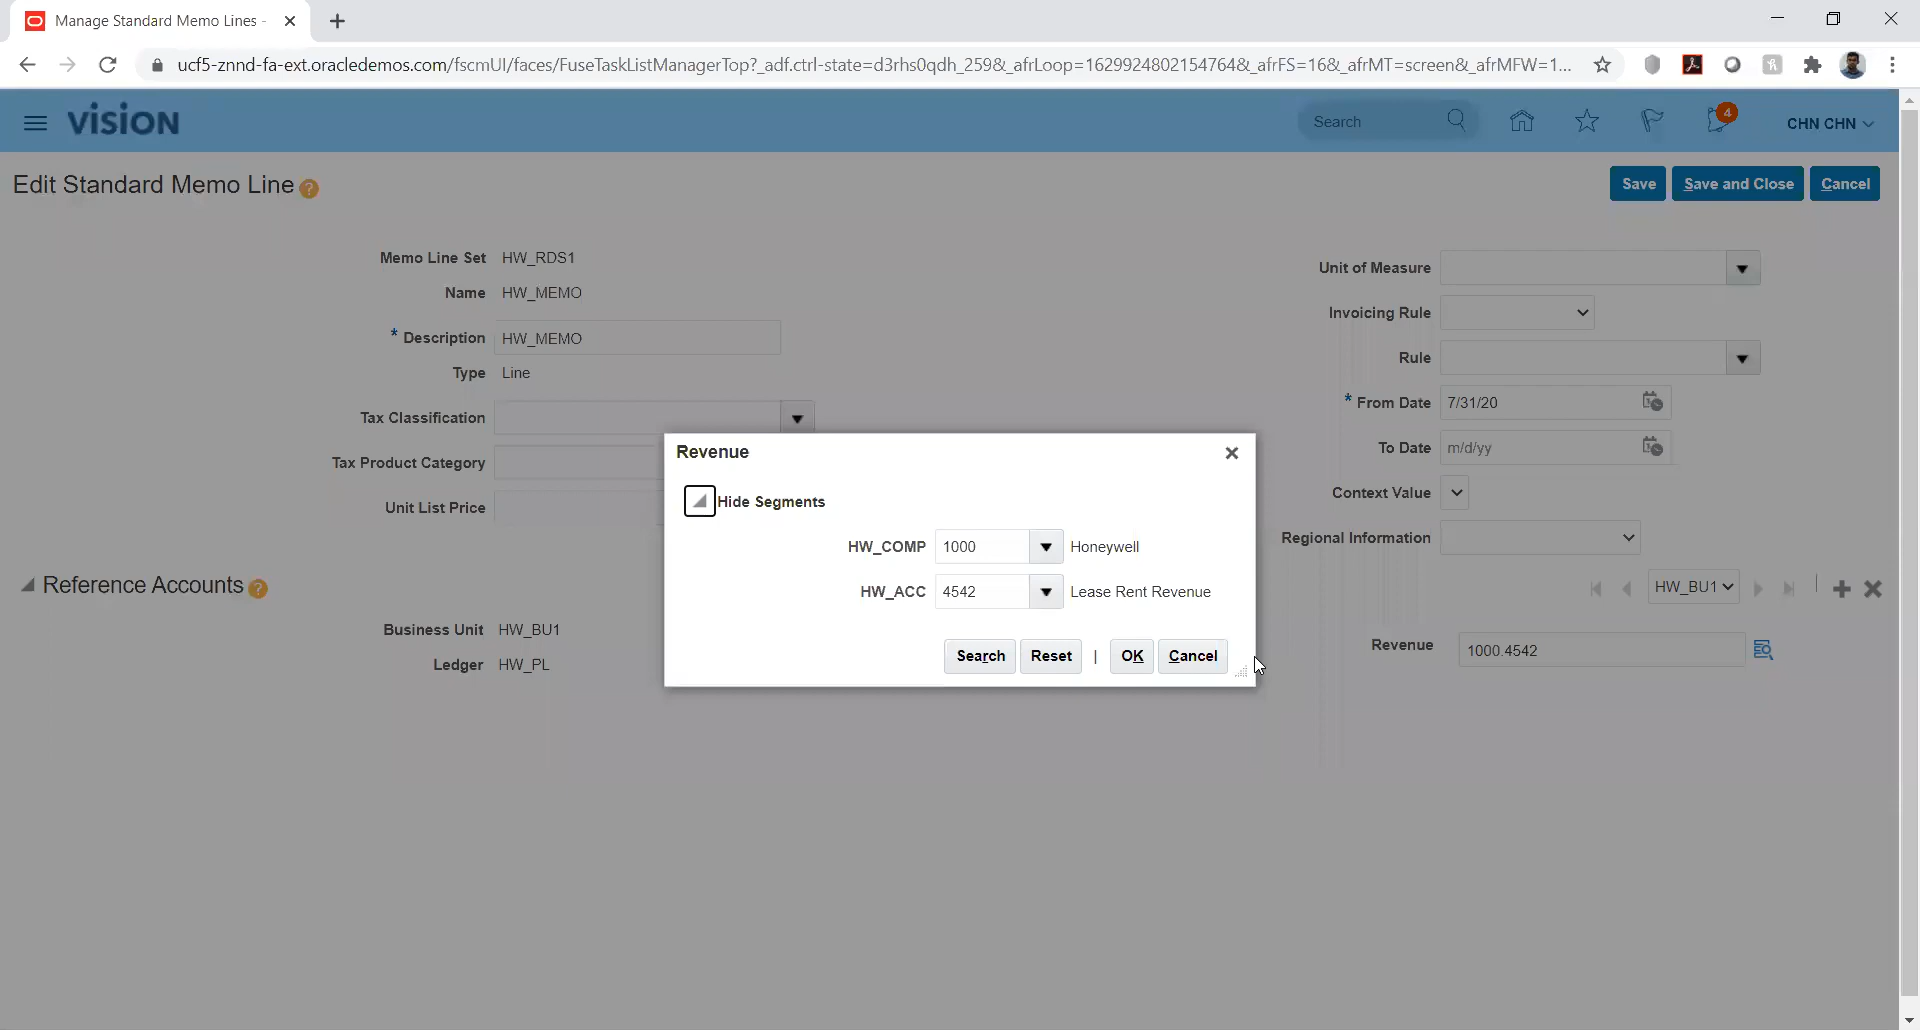 Manage Standard Memo Lines -
ucf5-znnd-fa-ext.oracledemos.com/fscmUI/faces/FuseTaskListManagerTop?_adf.ctrl-state=d3rhs0qdh_259&_afrLoop=1629924802154764&_afrFS=16&_afrMT=screen&_afrMFW=1...
VISION
Search
4
CHN CHN
Edit Standard Memo Line ?
Save
Save and Close
Cancel
Memo Line Set HW_RDS1
Name HW_MEMO
* Description HW_MEMO
Type Line
Tax Classification
Tax Product Category
Unit List Price
Unit of Measure
Invoicing Rule
Rule
* From Date 7/31/20
To Date m/d/yy
Context Value
Regional Information
Revenue
Hide Segments
HW_COMP 1000 Honeywell
HW_ACC 4542 Lease Rent Revenue
Search Reset | OK Cancel
Reference Accounts ?
HW_BU1
Business Unit HW_BU1
Ledger HW_PL
Revenue 1000.4542